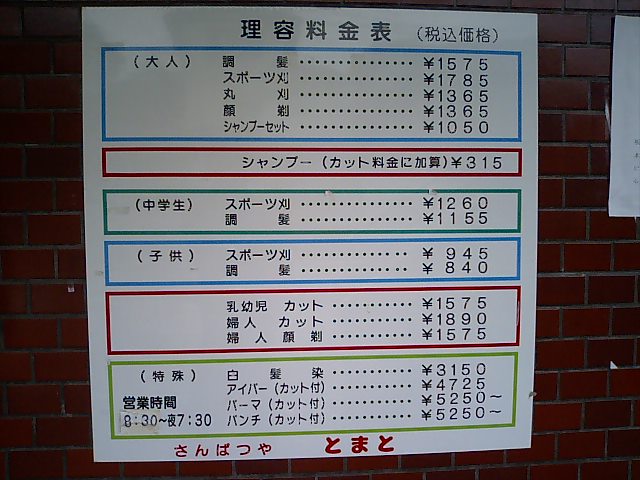 理容料金表 (税込価格)
(大人) 調髪 ・・・・・・・・・・・・ ¥1575
スポーツ刈 ・・・・・・・・・・・・ ¥1785
丸刈 ・・・・・・・・・・・・ ¥1365
顔剃 ・・・・・・・・・・・・ ¥1365
シャンプーセット ・・・・・・・・・・・・ ¥1050
シャンプー (カット料金に加算) ¥315
(中学生) スポーツ刈 ・・・・・・・・・・・・ ¥1260
調髪 ・・・・・・・・・・・・ ¥1155
(子供) スポーツ刈 ・・・・・・・・・・・・ ¥945
調髪 ・・・・・・・・・・・・ ¥840
乳幼児 カット ・・・・・・・・・・・・ ¥1575
婦人 カット ・・・・・・・・・・・・ ¥1890
婦人顔剃 ・・・・・・・・・・・・ ¥1575
(特殊) 白髪染 ・・・・・・・・・・・・ ¥3150
アイパー(カット付) ・・・・・・・・・・・・ ¥4725
パーマ(カット付) ・・・・・・・・・・・・ ¥5250〜
パンチ(カット付) ・・・・・・・・・・・・ ¥5250〜
営業時間
8:30〜夜7:30
さんぱつや とまと